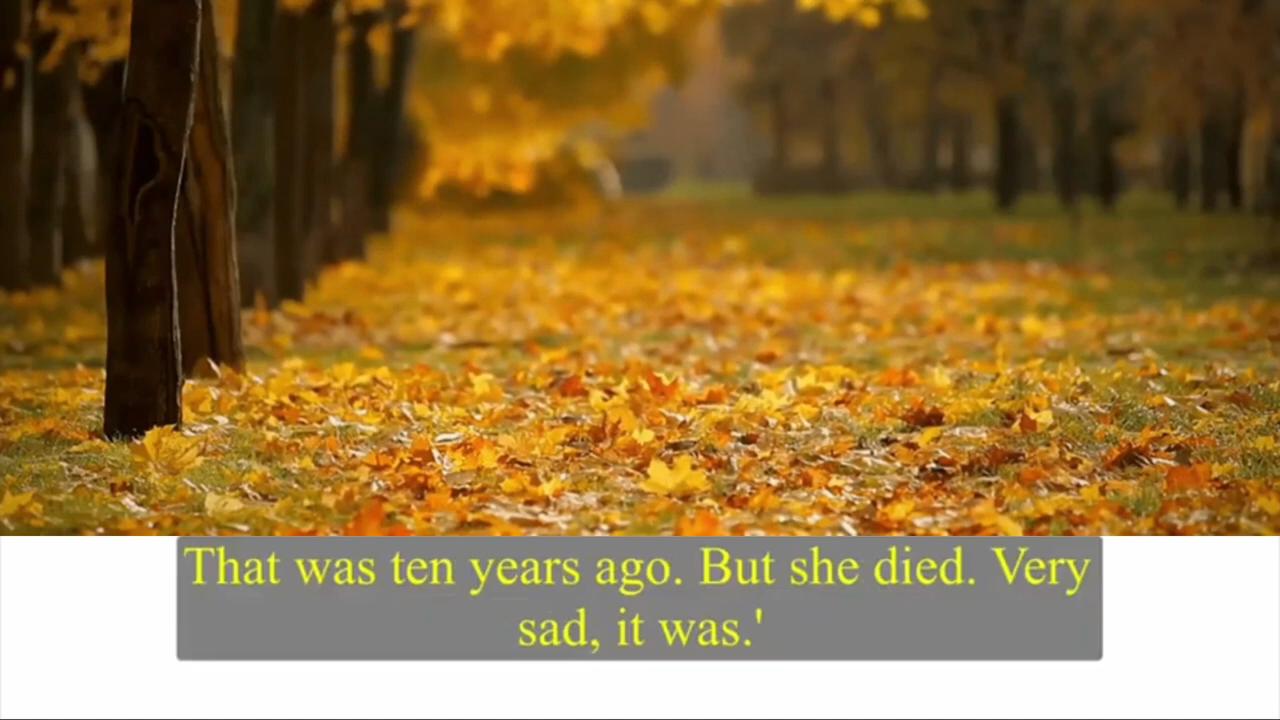 That was ten years ago. But she died. Very
sad, it was.'